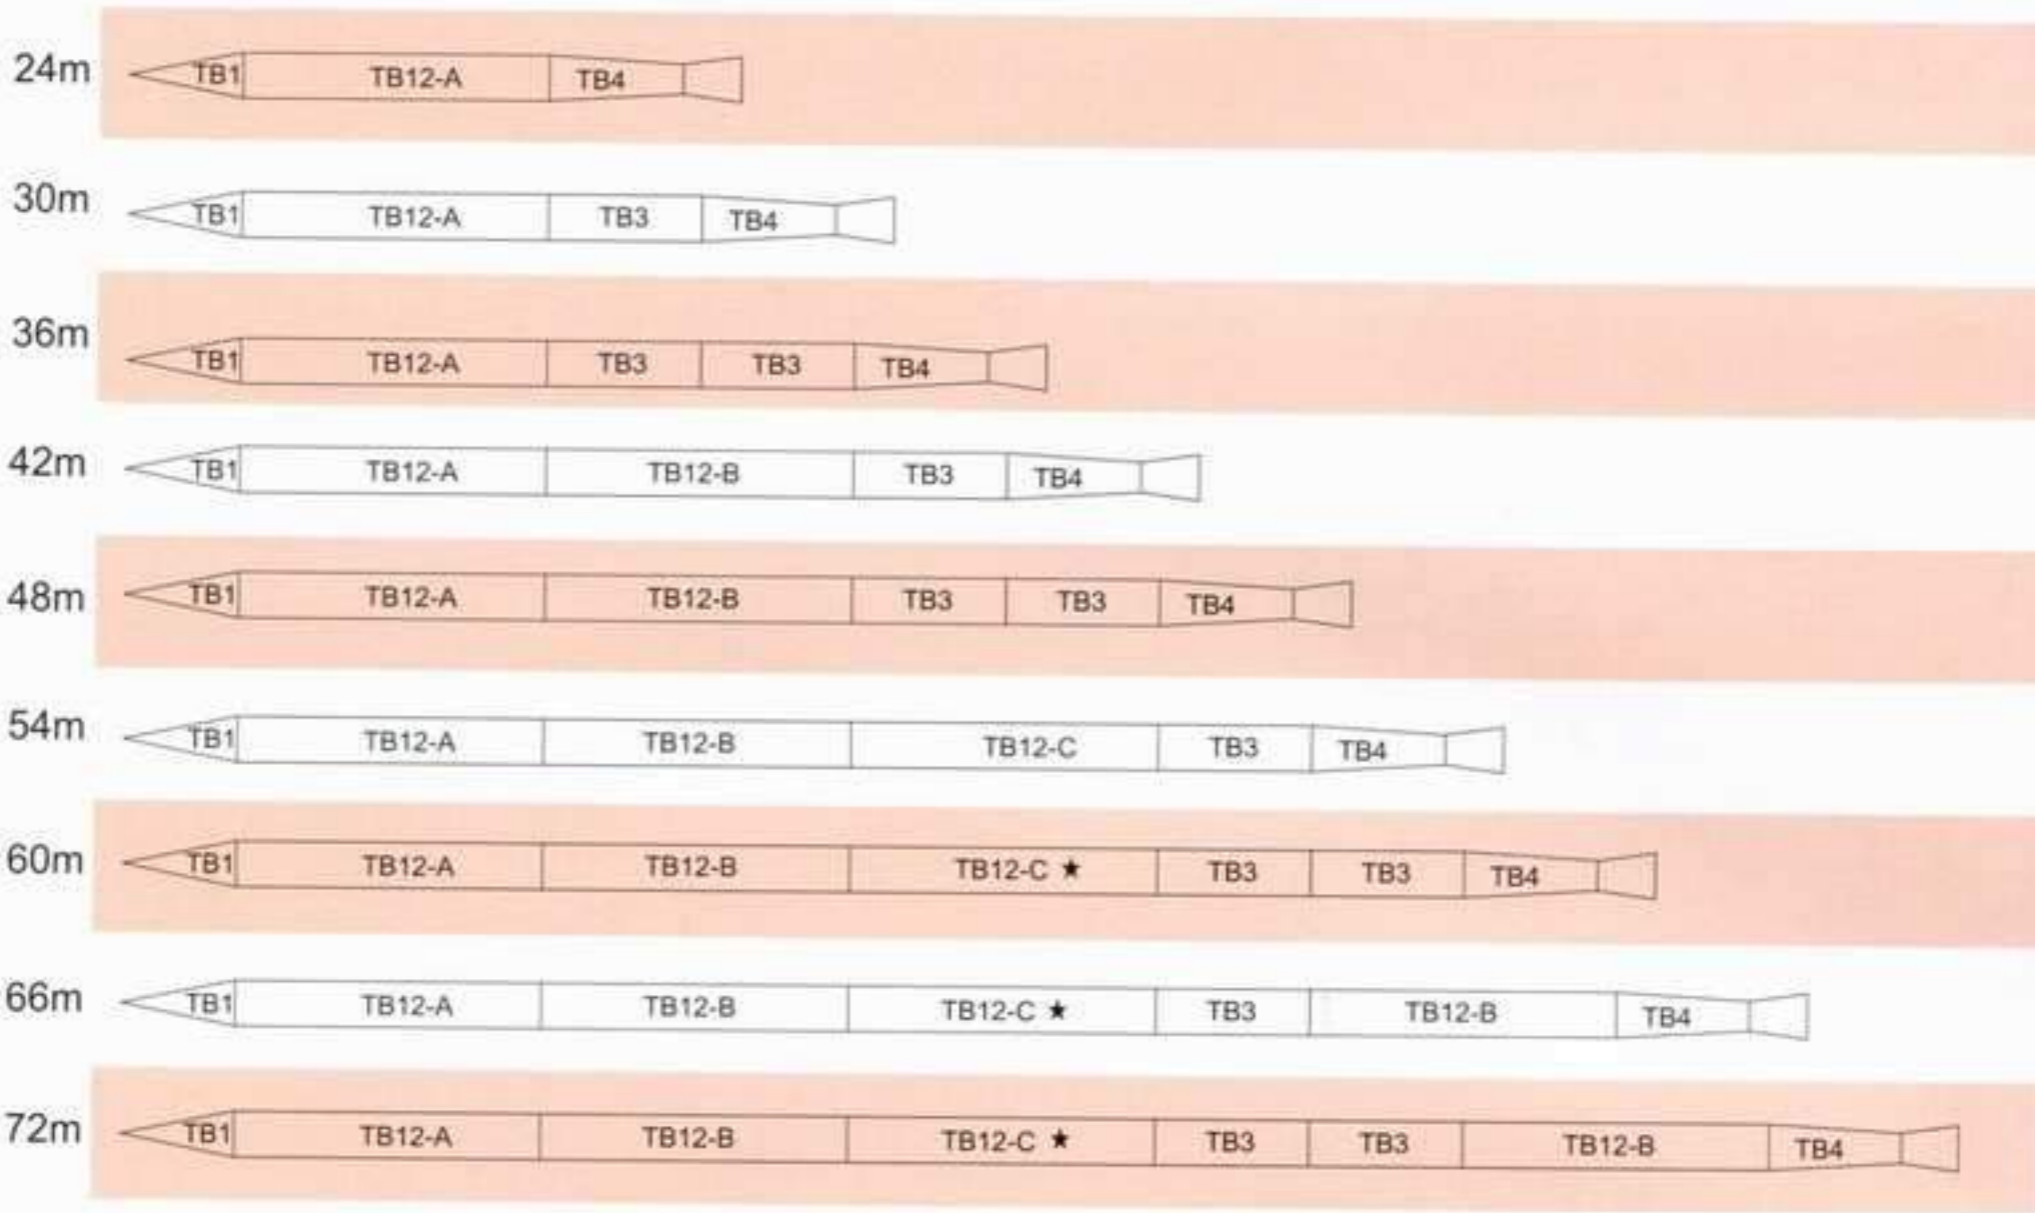 24m TB1 TB12-A TB4
30m TB1 TB12-A TB3 TB4
36m TB1 TB12-A TB3 TB3 TB4
42m TB1 TB12-A TB12-B TB3 TB4
48m TB1 TB12-A TB12-B TB3 TB3 TB4
54m TB1 TB12-A TB12-B TB12-C TB3 TB4
60m TB1 TB12-A TB12-B TB12-C ★ TB3 TB3 TB4
66m TB1 TB12-A TB12-B TB12-C ★ TB3 TB12-B TB4
72m TB1 TB12-A TB12-B TB12-C ★ TB3 TB3 TB12-B TB4